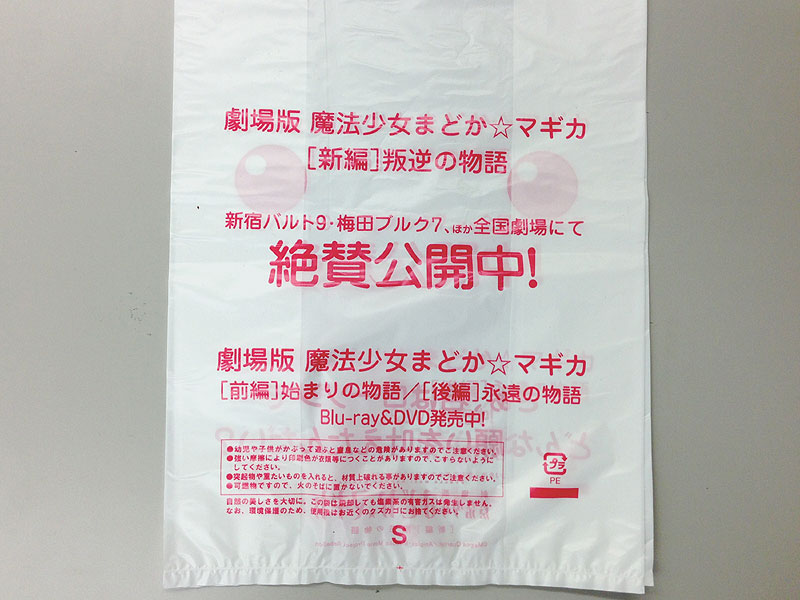 劇場版 魔法少女まどか☆マギカ
[新編]叛逆の物語
新宿バルト9・梅田ブルク7、ほか全国劇場にて
絶賛公開中!
劇場版 魔法少女まどか☆マギカ
[前編]始まりの物語/[後編]永遠の物語
Blu-ray&DVD発売中!
●幼児や子供がかぶって遊ぶと窒息などの危険がありますのでご注意ください。
●強い摩擦により印刷色が衣類等につくことがありますので、こすらないように
してください。
●突起物や重たいものを入れると、材質上破れる事がありますのでご注意ください。
●可燃物ですので、火のそばに置かないでください。
自然の美しさを大切に。この袋は焼却しても塩素系の有害ガスは発生しません。
なお、環境保護のため、使用後はお近くのクズカゴにお捨てください。
プラ
PE
S